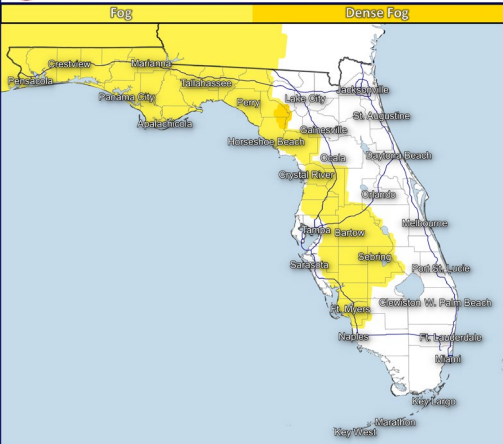 Fog
Dense Fog
Crestview
Marianna
Pensacola
Tallahassee
Panama City
Perry
Lake City
Jacksonville
Apalachicola
St. Augustine
Gainesville
Horseshoe Beach
Ocala
Daytona Beach
Crystal River
Orlando
Melbourne
Tampa
Bartow
Sebring
Sarasota
Port St. Lucie
Clewiston
W. Palm Beach
Ft. Myers
Naples
Ft. Lauderdale
Miami
Key Largo
Marathon
Key West